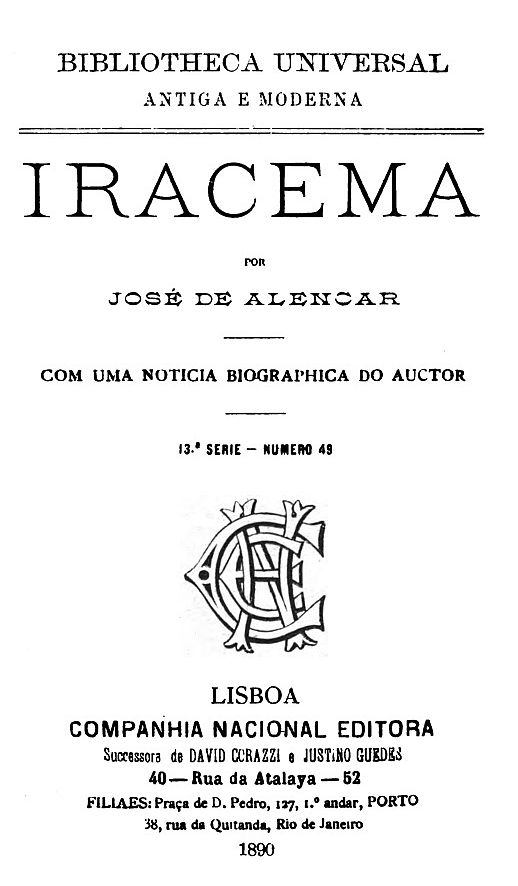 BIBLIOTHECA UNIVERSAL
ANTIGA E MODERNA
IRACEMA
POR
JOSÉ DE ALENCAR
COM UMA NOTICIA BIOGRAPHICA DO AUCTOR
13.ª SERIE – NUMERO 49
LISBOA
COMPANHIA NACIONAL EDITORA
Successora de DAVID CORAZZI e JUSTINO GUEDES
40—Rua da Atalaya—52
FILIAES: Praça de D. Pedro, 127, 1.º andar, PORTO
38, rua da Quitanda, Rio de Janeiro
1890